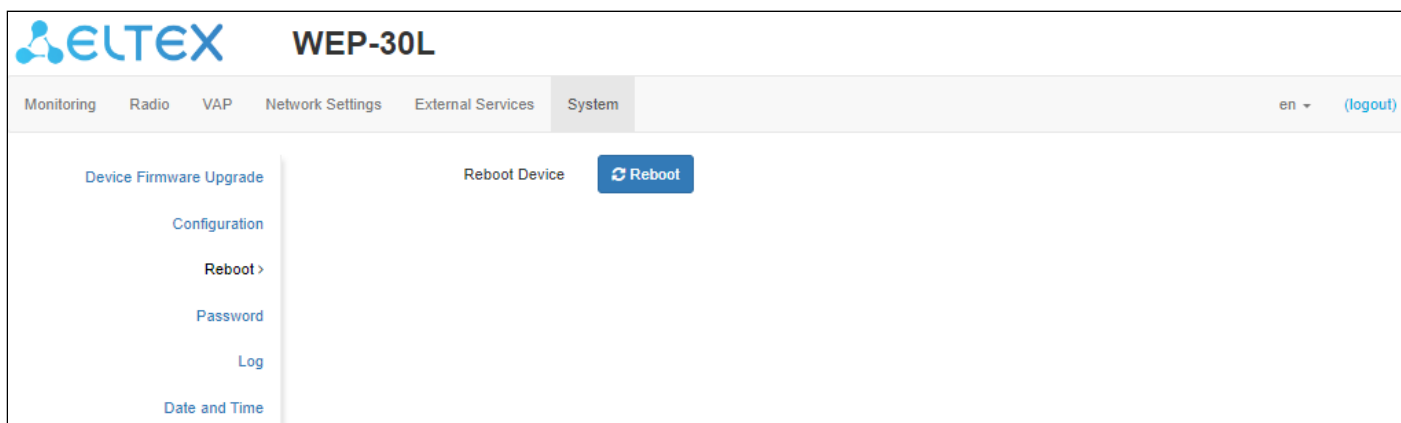 ELTEX WEP-30L
Monitoring Radio VAP Network Settings External Services System en (logout)
Device Firmware Upgrade Reboot Device Reboot
Configuration
Reboot >
Password
Log
Date and Time